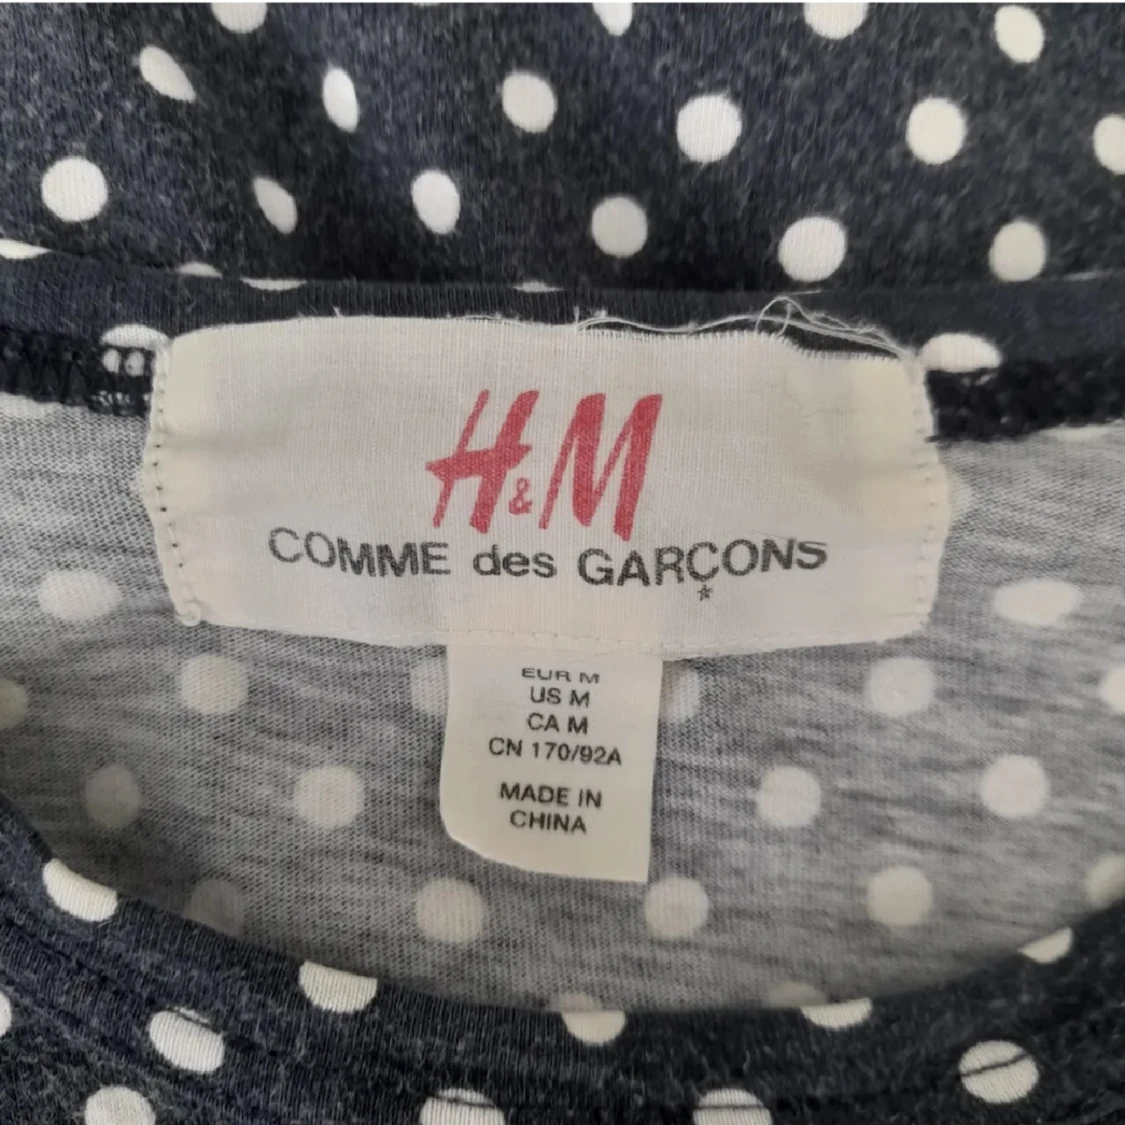 H&M
COMME des GARÇONS
*
EUR M
US M
CA M
CN 170/92A
MADE IN
CHINA